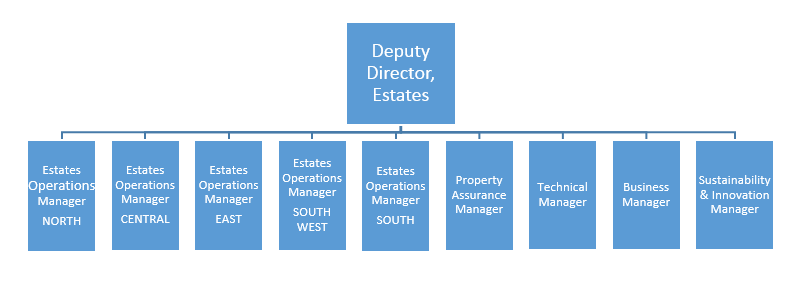 Deputy
Director,
Estates
Estates
Operations
Manager
NORTH
Estates
Operations
Manager
CENTRAL
Estates
Operations
Manager
EAST
Estates
Operations
Manager
SOUTH
WEST
Estates
Operations
Manager
SOUTH
Property
Assurance
Manager
Technical
Manager
Business
Manager
Sustainability
& Innovation
Manager